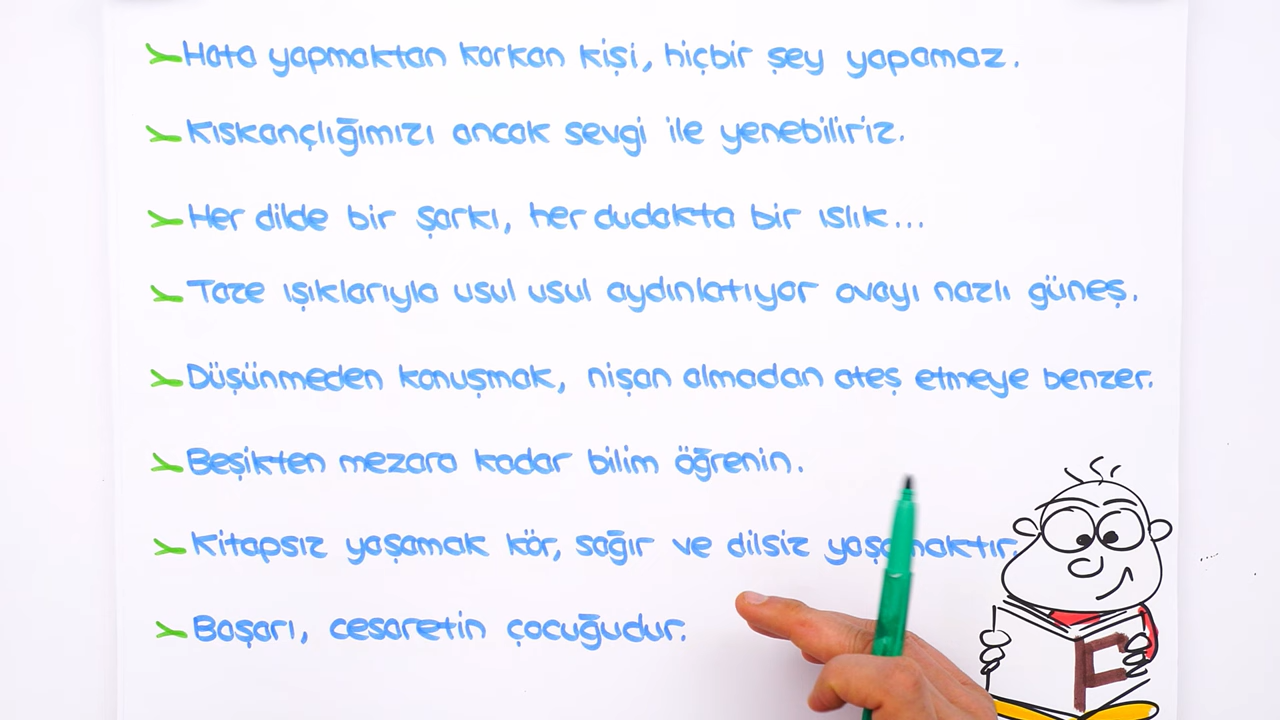 Hata yapmaktan korkan kişi, hiçbir şey yapamaz.
Kıskançlığımızı ancak sevgi ile yenebiliriz.
Her dilde bir şarkı, her dudakta bir ıslık...
Taze ışıklarıyla usul usul aydınlatıyor ovayı nazlı güneş.
Düşünmeden konuşmak, nişan almadan ateş etmeye benzer.
Beşikten mezara kadar bilim öğrenin.
Kitapsız yaşamak kör, sağır ve dilsiz yaşamaktır.
Başarı, cesaretin çocuğudur.